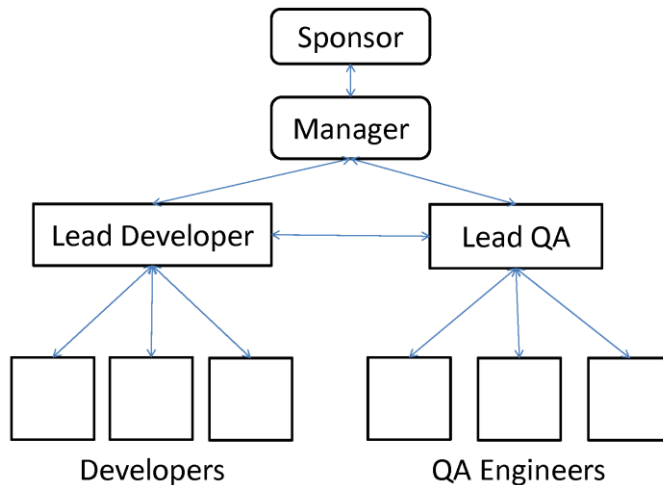 Sponsor
Manager
Lead Developer
Lead QA
Developers
QA Engineers